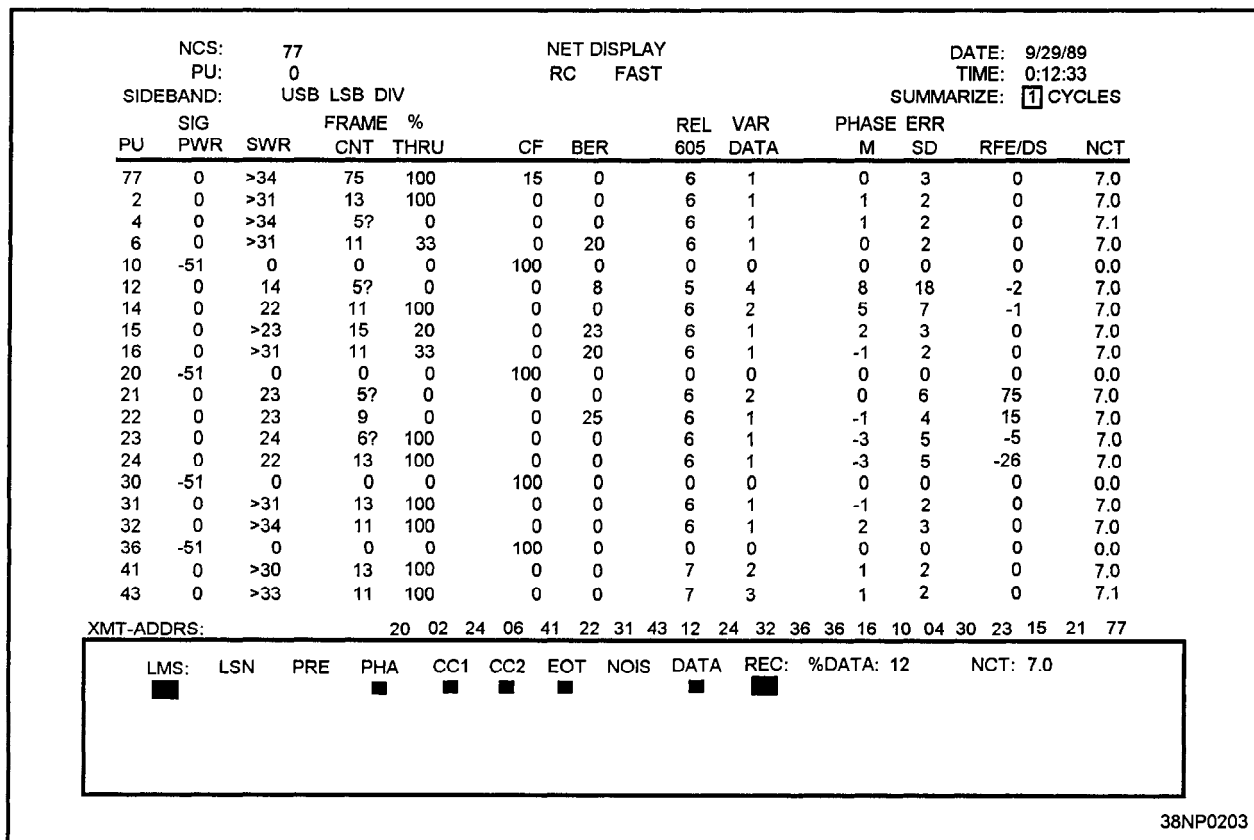 NCS: 77 NET DISPLAY DATE: 9/29/89
PU: 0 RC FAST TIME: 0:12:33
SIDEBAND: USB LSB DIV SUMMARIZE: 1 CYCLES
SIG FRAME % REL VAR PHASE ERR
PU PWR SWR CNT THRU CF BER 605 DATA M SD RFE/DS NCT
77 0 >34 75 100 15 0 6 1 0 3 0 7.0
2 0 >31 13 100 0 0 6 1 1 2 0 7.0
4 0 >34 5? 0 0 0 6 1 1 2 0 7.1
6 0 >31 11 33 0 20 6 1 0 2 0 7.0
10 -51 0 0 0 100 0 0 0 0 0 0 0.0
12 0 14 5? 0 0 8 5 4 8 18 -2 7.0
14 0 22 11 100 0 0 6 2 5 7 -1 7.0
15 0 >23 15 20 0 23 6 1 2 3 0 7.0
16 0 >31 11 33 0 20 6 1 -1 2 0 7.0
20 -51 0 0 0 100 0 0 0 0 0 0 0.0
21 0 23 5? 0 0 0 6 2 0 6 75 7.0
22 0 23 9 0 0 25 6 1 -1 4 15 7.0
23 0 24 6? 100 0 0 6 1 -3 5 -5 7.0
24 0 22 13 100 0 0 6 1 -3 5 -26 7.0
30 -51 0 0 0 100 0 0 0 0 0 0 0.0
31 0 >31 13 100 0 0 6 1 -1 2 0 7.0
32 0 >34 11 100 0 0 6 1 2 3 0 7.0
36 -51 0 0 0 100 0 0 0 0 0 0 0.0
41 0 >30 13 100 0 0 7 2 1 2 0 7.0
43 0 >33 11 100 0 0 7 3 1 2 0 7.1
XMT-ADDRS: 20 02 24 06 41 22 31 43 12 24 32 36 36 16 10 04 30 23 15 21 77
LMS: LSN PRE PHA CC1 CC2 EOT NOIS DATA REC: %DATA: 12 NCT: 7.0
38NP0203